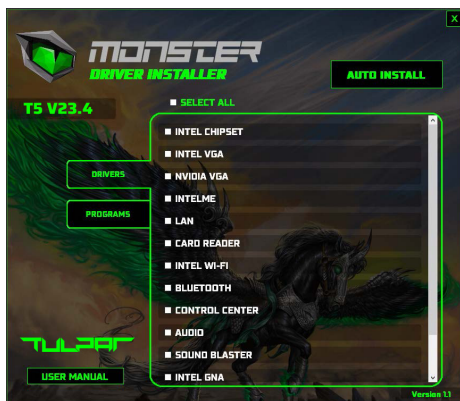 X
MONSTER
DRIVER INSTALLER
AUTO INSTALL
T5 V23.4
SELECT ALL
INTEL CHIPSET
INTEL VGA
NVIDIA VGA
INTELME
LAN
CARD READER
INTEL WI-FI
BLUETOOTH
CONTROL CENTER
AUDIO
SOUND BLASTER
INTEL GNA
DRIVERS
PROGRAMS
TULPAR
USER MANUAL
Version 1.1